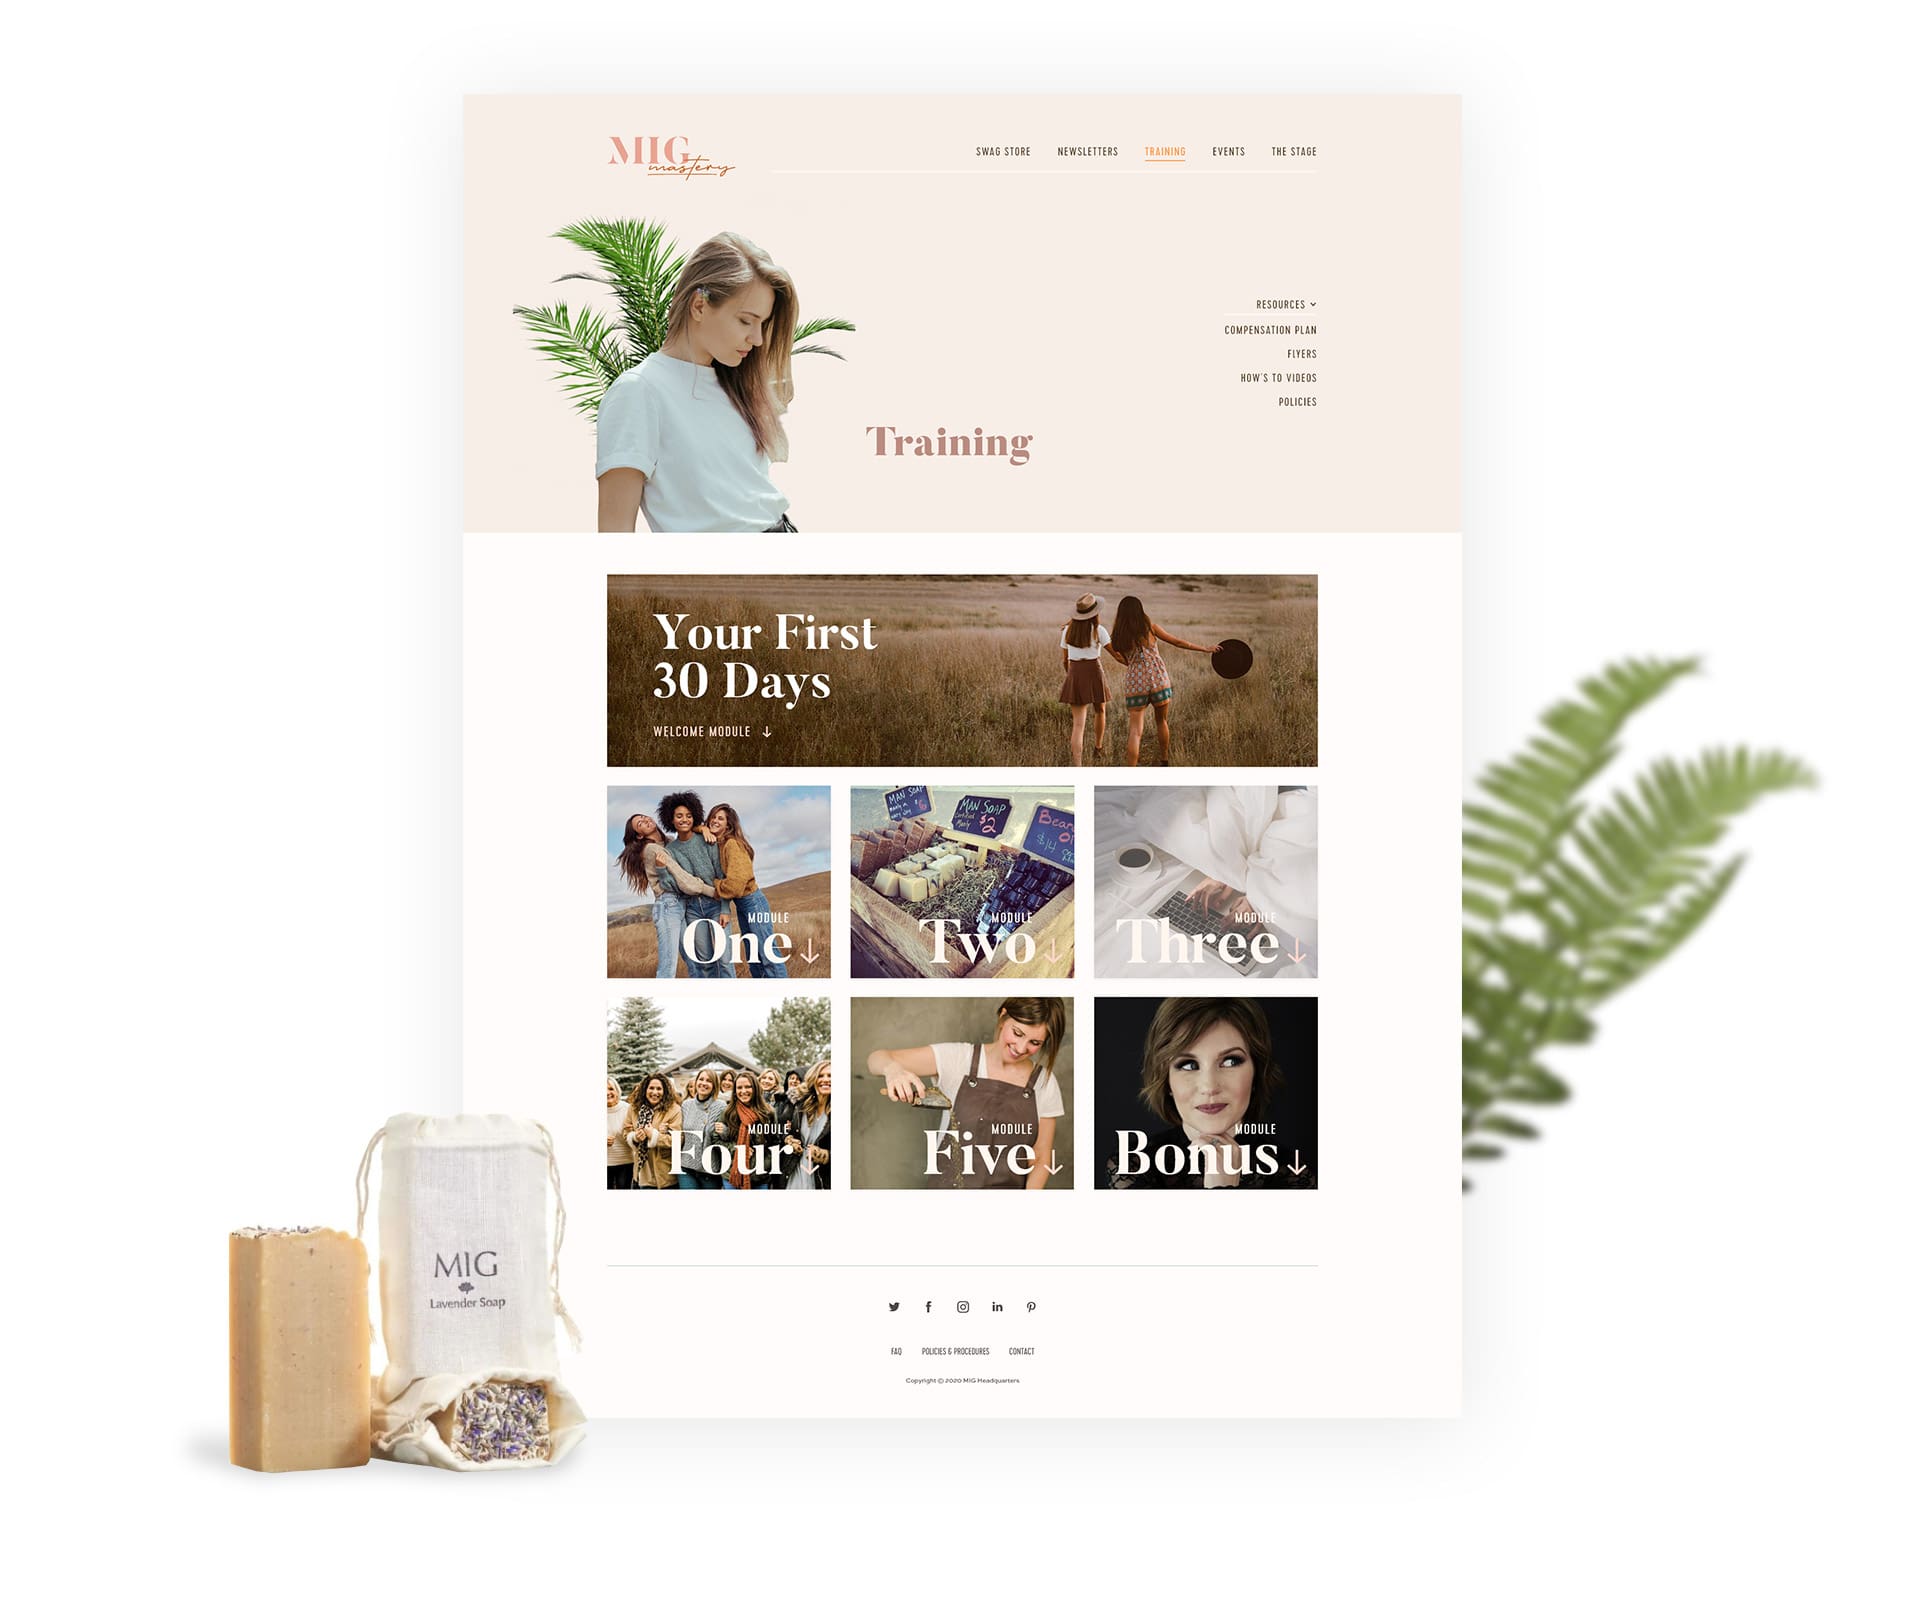 MIG
mastery
SWAG STORE
NEWSLETTERS
TRAINING
EVENTS
THE STAGE
RESOURCES
COMPENSATION PLAN
FLYERS
HOW'S TO VIDEOS
POLICIES
Training
Your First
30 Days
WELCOME MODULE
MODULE
One
MAN SOAP
MAN SOAP
$2
$14
MODULE
Two
MODULE
Three
MODULE
Four
MODULE
Five
MODULE
Bonus
MIG
Lavender Soap
FAQ
POLICIES & PROCEDURES
CONTACT
Copyright © 2020 MIG Headquarters